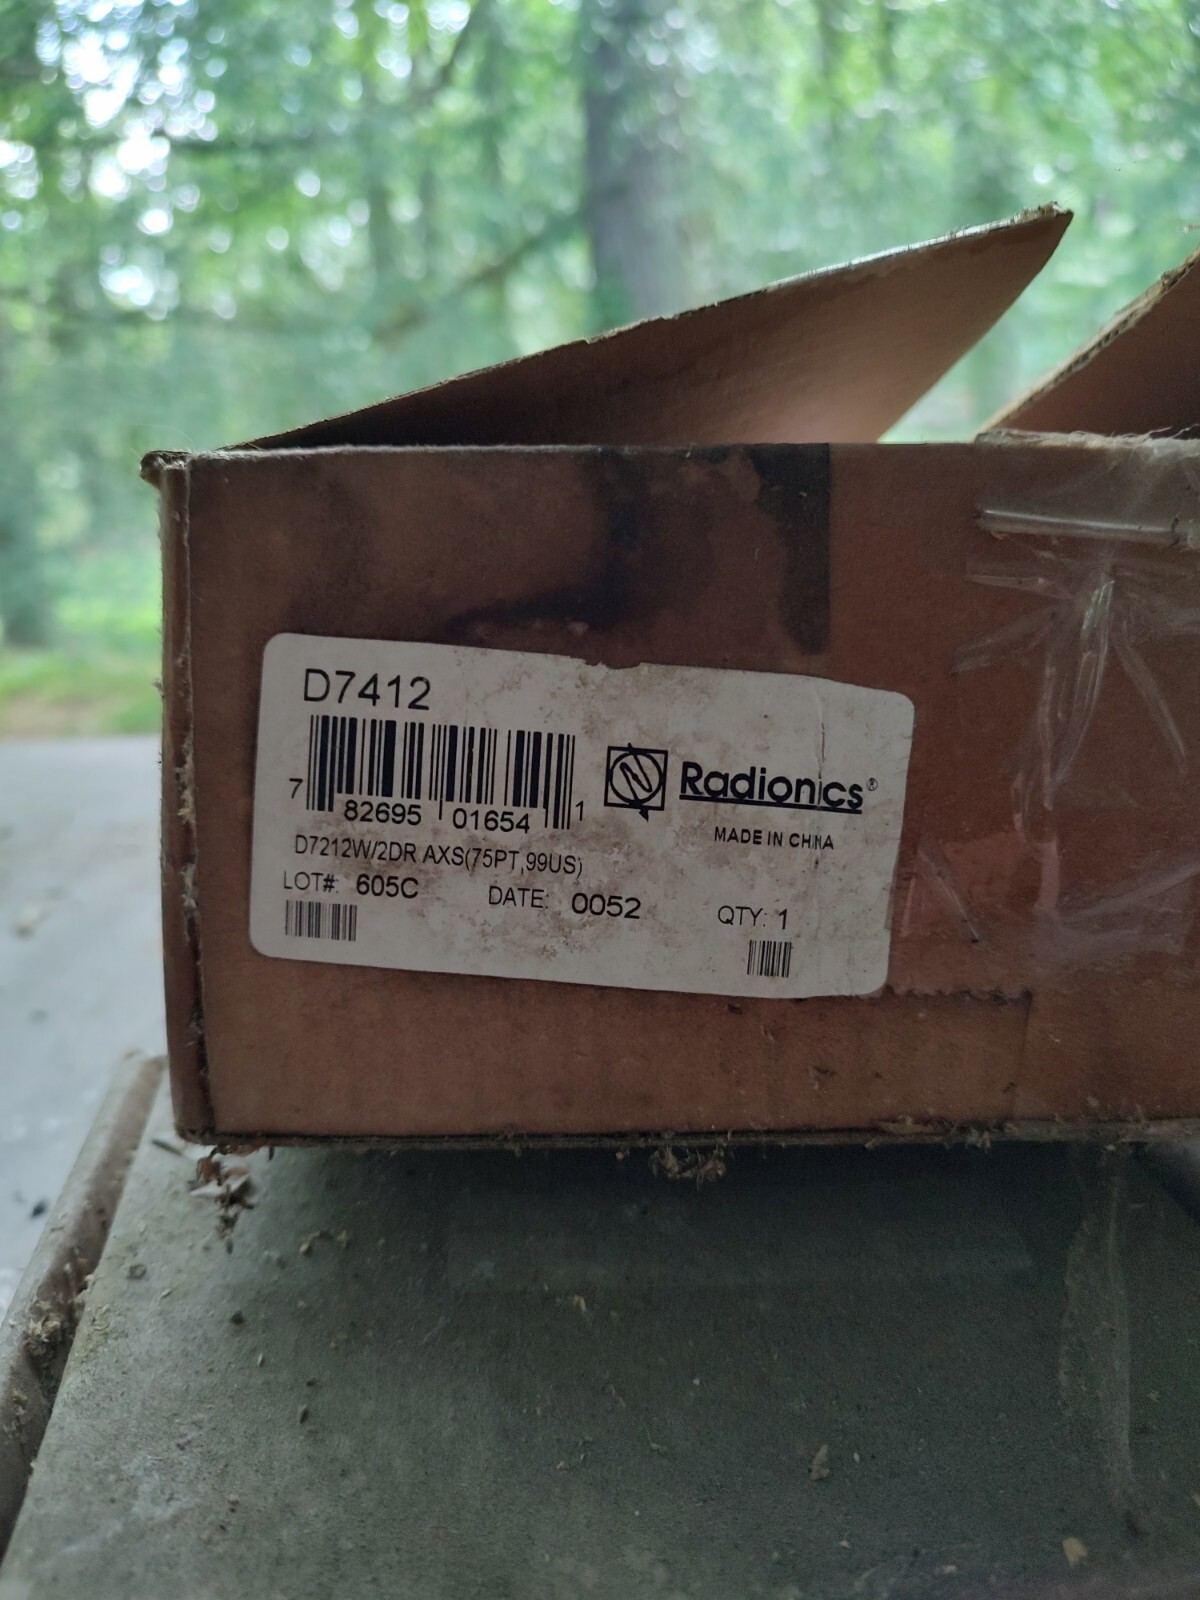 D7412
7 82695 01654 1
Radionics®
MADE IN CHINA
D7212W/2DR AXS(75PT,99US)
LOT#: 605C DATE: 0052 QTY: 1